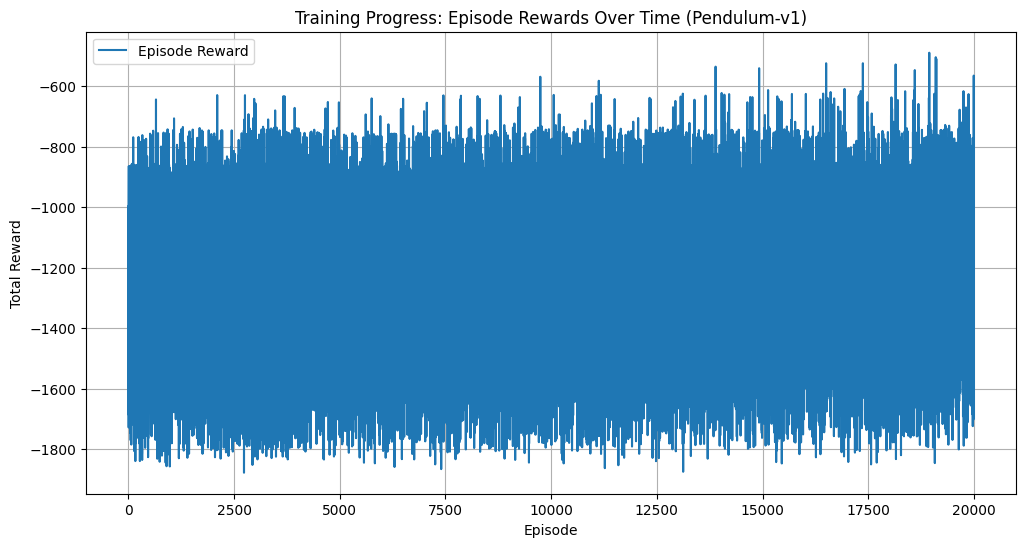 Training Progress: Episode Rewards Over Time (Pendulum-v1)
Episode Reward
−600
−800
−1000
−1200
−1400
−1600
−1800
Total Reward
0 2500 5000 7500 10000 12500 15000 17500 20000
Episode